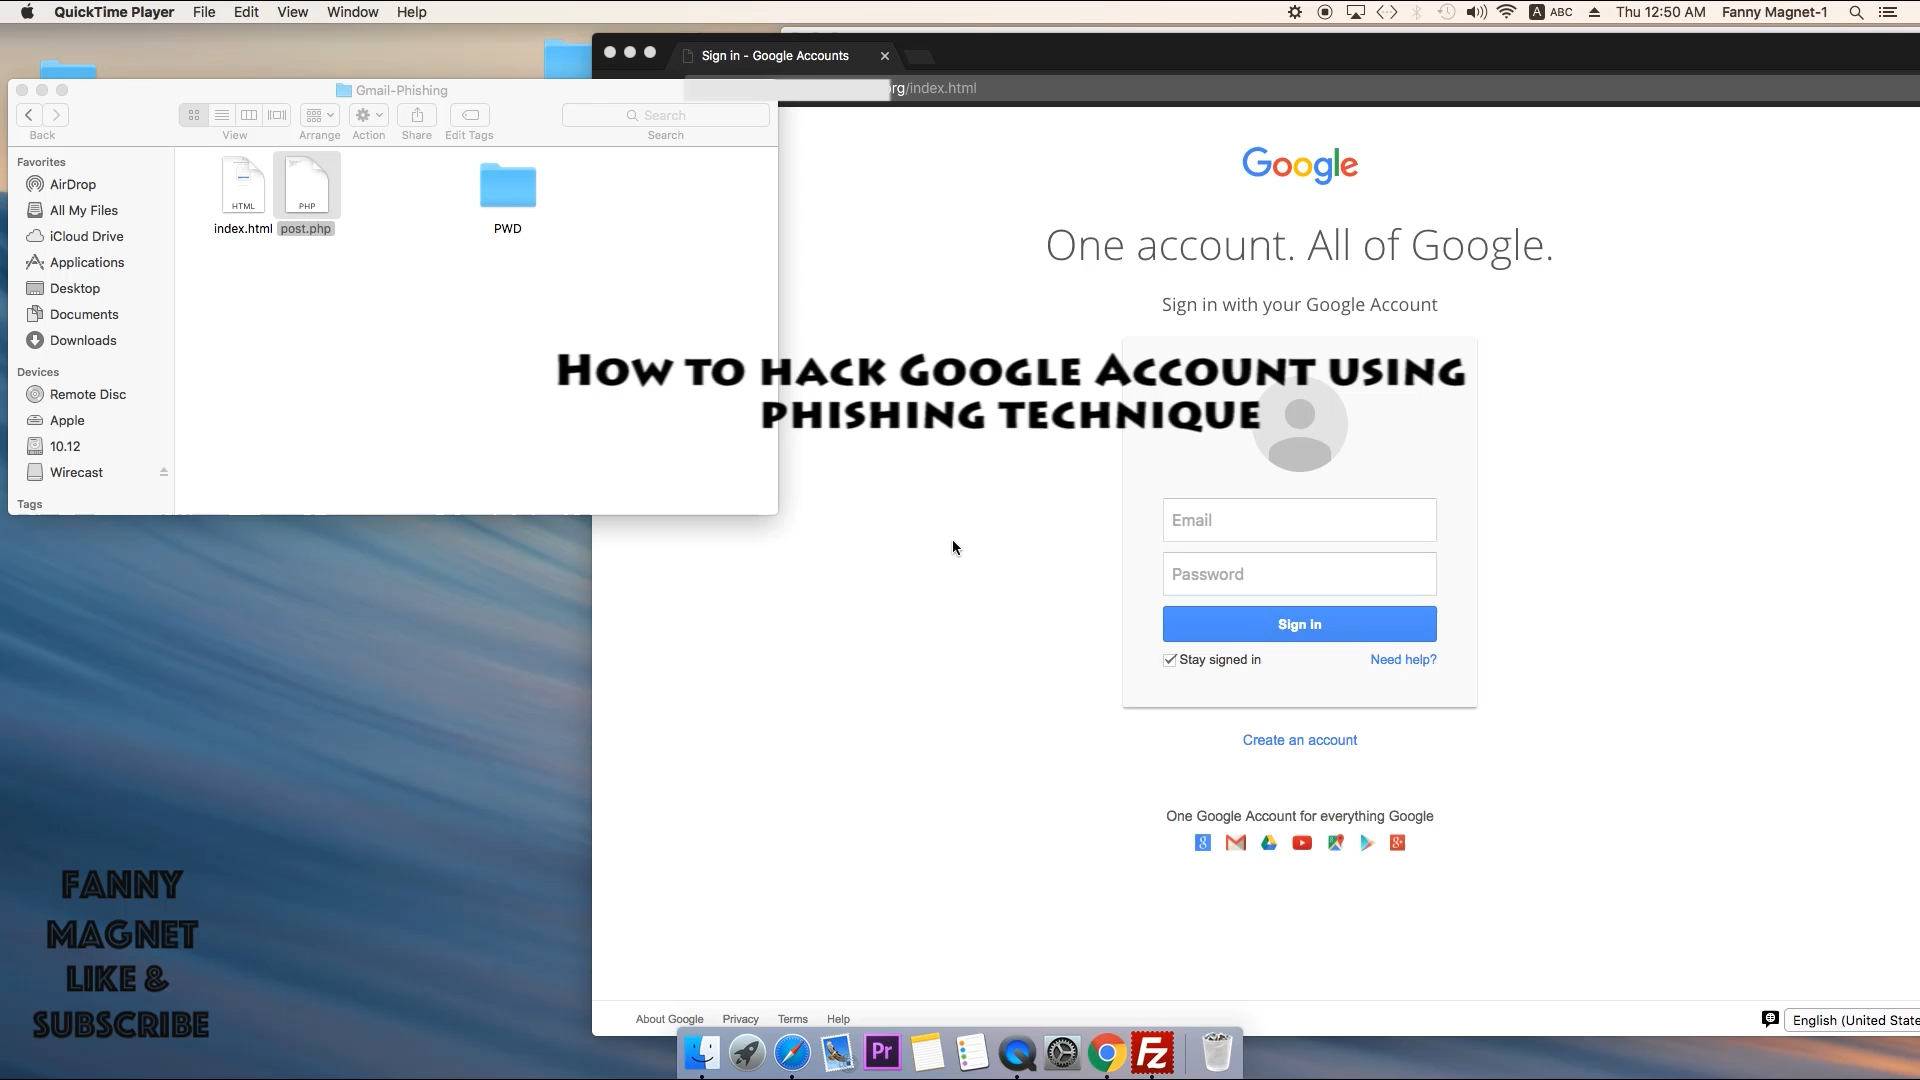 QuickTime Player File Edit View Window Help
A ABC Thu 12:50 AM Fanny Magnet-1
Sign in - Google Accounts
rg/index.html
Gmail-Phishing
Search
Back View Arrange Action Share Edit Tags Search
Favorites
AirDrop
All My Files
iCloud Drive
Applications
Desktop
Documents
Downloads
Devices
Remote Disc
Apple
10.12
Wirecast
Tags
HTML PHP
index.html post.php PWD
Google
One account. All of Google.
Sign in with your Google Account
How to hack Google Account using
phishing technique
Email
Password
Sign in
Stay signed in Need help?
Create an account
One Google Account for everything Google
FANNY
MAGNET
LIKE &
SUBSCRIBE
About Google Privacy Terms Help
English (United State
Pr
Fz